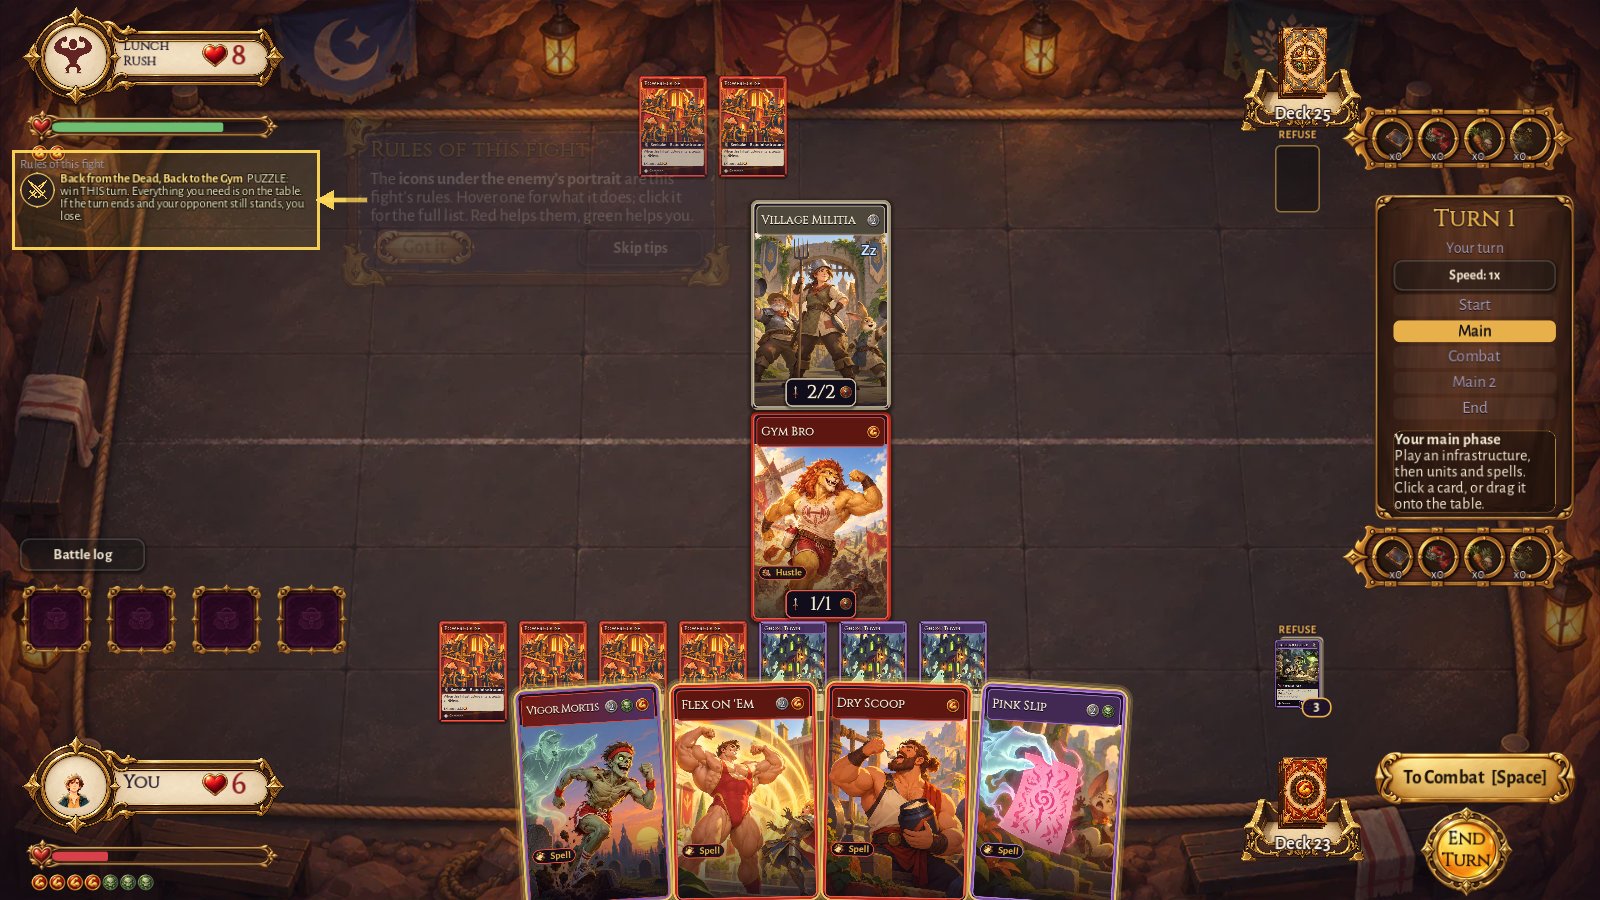 LUNCH
RUSH
8
Deck 25
REFUSE
x0 x0 x0 x0
Rules of this fight
Back from the Dead, Back to the Gym PUZZLE:
win THIS turn. Everything you need is on the table.
If the turn ends and your opponent still stands, you
lose.
RULES OF THIS FIGHT
The icons under the enemy's portrait are this
fight's rules. Hover one for what it does; click it
for the full list. Red helps them, green helps you.
Got it
Skip tips
VILLAGE MILITIA
Zz
2/2
TURN 1
Your turn
Speed: 1x
Start
Main
Combat
Main 2
End
Your main phase
Play an infrastructure,
then units and spells.
Click a card, or drag it
onto the table.
GYM BRO
Hustle
1/1
Battle log
x0 x0 x0 x0
REFUSE
3
VIGOR MORTIS
Spell
FLEX ON 'EM
Spell
DRY SCOOP
Spell
PINK SLIP
Spell
YOU
6
To Combat [Space]
Deck 23
END
TURN